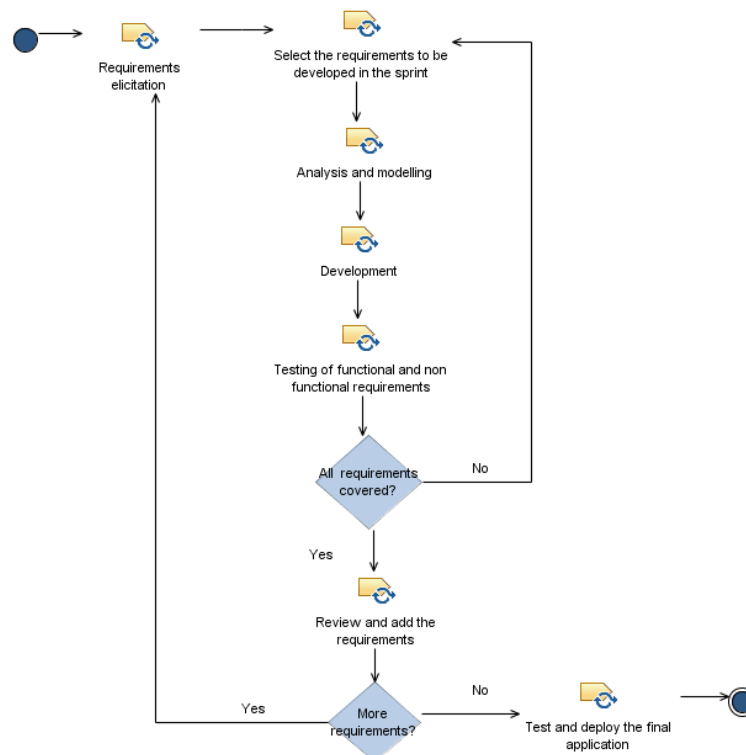 Requirements
elicitation
Select the requirements to be
developed in the sprint
Analysis and modelling
Development
Testing of functional and non
functional requirements
All requirements
covered?
No
Yes
Review and add the
requirements
More
requirements?
Yes
No
Test and deploy the final
application